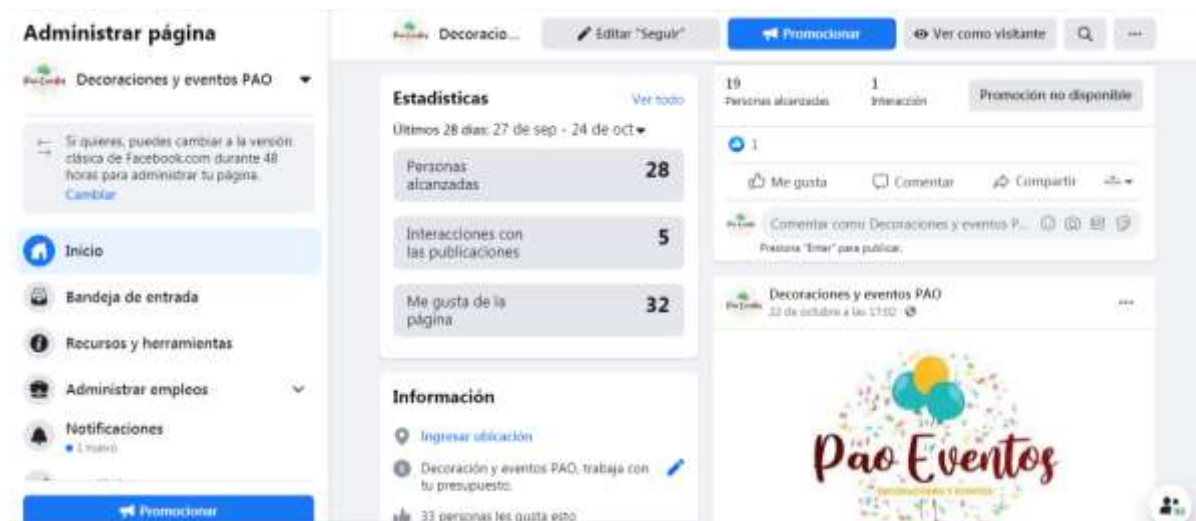 Administrar página
Decoraciones y eventos PAO
Si quieres, puedes cambiar a la versión
clásica de Facebook.com durante 48
horas para administrar tu página.
Cambiar
Inicio
Bandeja de entrada
Recursos y herramientas
Administrar empleos
Notificaciones
1 nuevo
Promocionar
Decoracio...
Editar "Seguir"
Promocionar
Ver como visitante
Estadísticas
Ver todo
Últimos 28 días: 27 de sep - 24 de oct
Personas
alcanzadas
28
Interacciones con
las publicaciones
5
Me gusta de la
página
32
Información
Ingresar ubicación
Decoración y eventos PAO, trabaja con
tu presupuesto.
33 personas les gusta esto
19
Personas alcanzadas
1
Interacción
Promoción no disponible
1
Me gusta
Comentar
Compartir
Comentar como Decoraciones y eventos P...
Presiona "Enter" para publicar.
Decoraciones y eventos PAO
22 de octubre a las 17:02
Pao Eventos
DECORACIONES Y EVENTOS